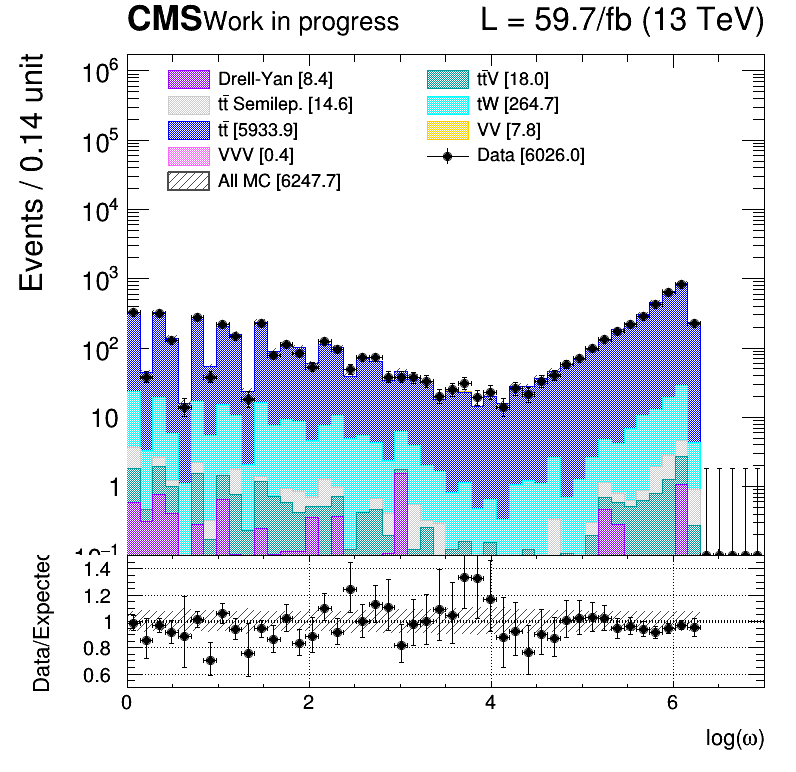 CMS Work in progress L = 59.7/fb (13 TeV)
Events / 0.14 unit
10⁶
10⁵
10⁴
10³
10²
10
1
10⁻¹
Drell-Yan [8.4]
tt̄ Semilep. [14.6]
tt̄ [5933.9]
VVV [0.4]
All MC [6247.7]
tt̄V [18.0]
tW [264.7]
VV [7.8]
Data [6026.0]
Data/Expected
1.4
1.2
1
0.8
0.6
0 2 4 6
log(ω)